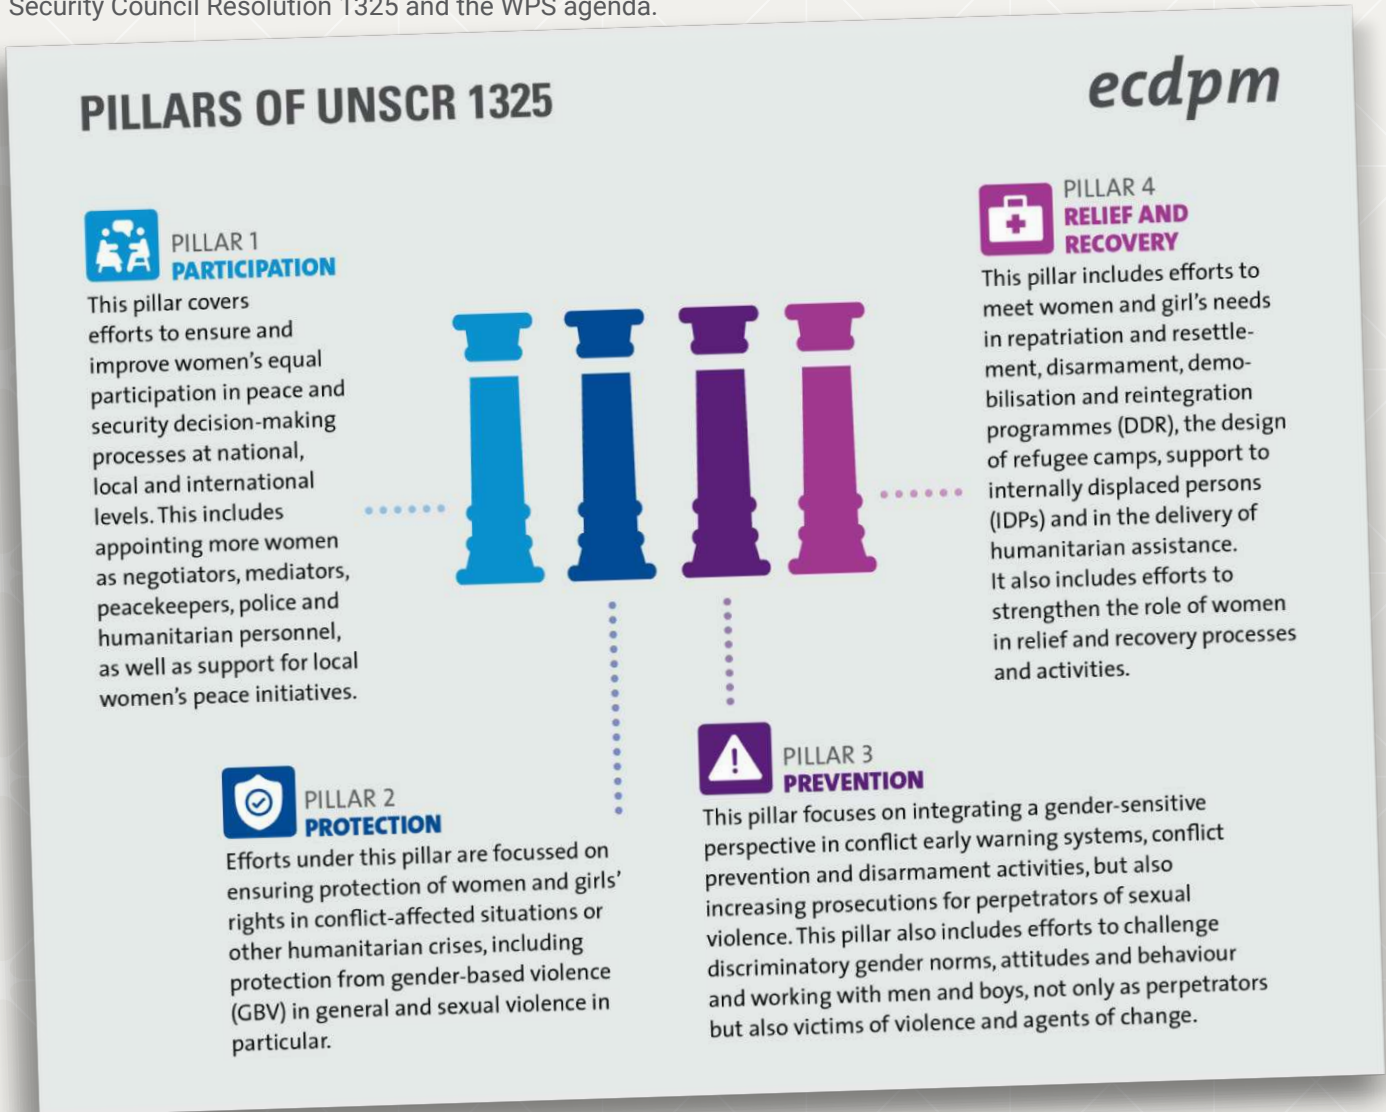 Security Council Resolution 1325 and the WPS agenda.
PILLARS OF UNSCR 1325
ecdpm
PILLAR 1
PARTICIPATION
This pillar covers
efforts to ensure and
improve women's equal
participation in peace and
security decision-making
processes at national,
local and international
levels. This includes
appointing more women
as negotiators, mediators,
peacekeepers, police and
humanitarian personnel,
as well as support for local
women's peace initiatives.
PILLAR 2
PROTECTION
Efforts under this pillar are focussed on
ensuring protection of women and girls'
rights in conflict-affected situations or
other humanitarian crises, including
protection from gender-based violence
(GBV) in general and sexual violence in
particular.
PILLAR 3
PREVENTION
This pillar focuses on integrating a gender-sensitive
perspective in conflict early warning systems, conflict
prevention and disarmament activities, but also
increasing prosecutions for perpetrators of sexual
violence. This pillar also includes efforts to challenge
discriminatory gender norms, attitudes and behaviour
and working with men and boys, not only as perpetrators
but also victims of violence and agents of change.
PILLAR 4
RELIEF AND
RECOVERY
This pillar includes efforts to
meet women and girl's needs
in repatriation and resettle-
ment, disarmament, demo-
bilisation and reintegration
programmes (DDR), the design
of refugee camps, support to
internally displaced persons
(IDPs) and in the delivery of
humanitarian assistance.
It also includes efforts to
strengthen the role of women
in relief and recovery processes
and activities.